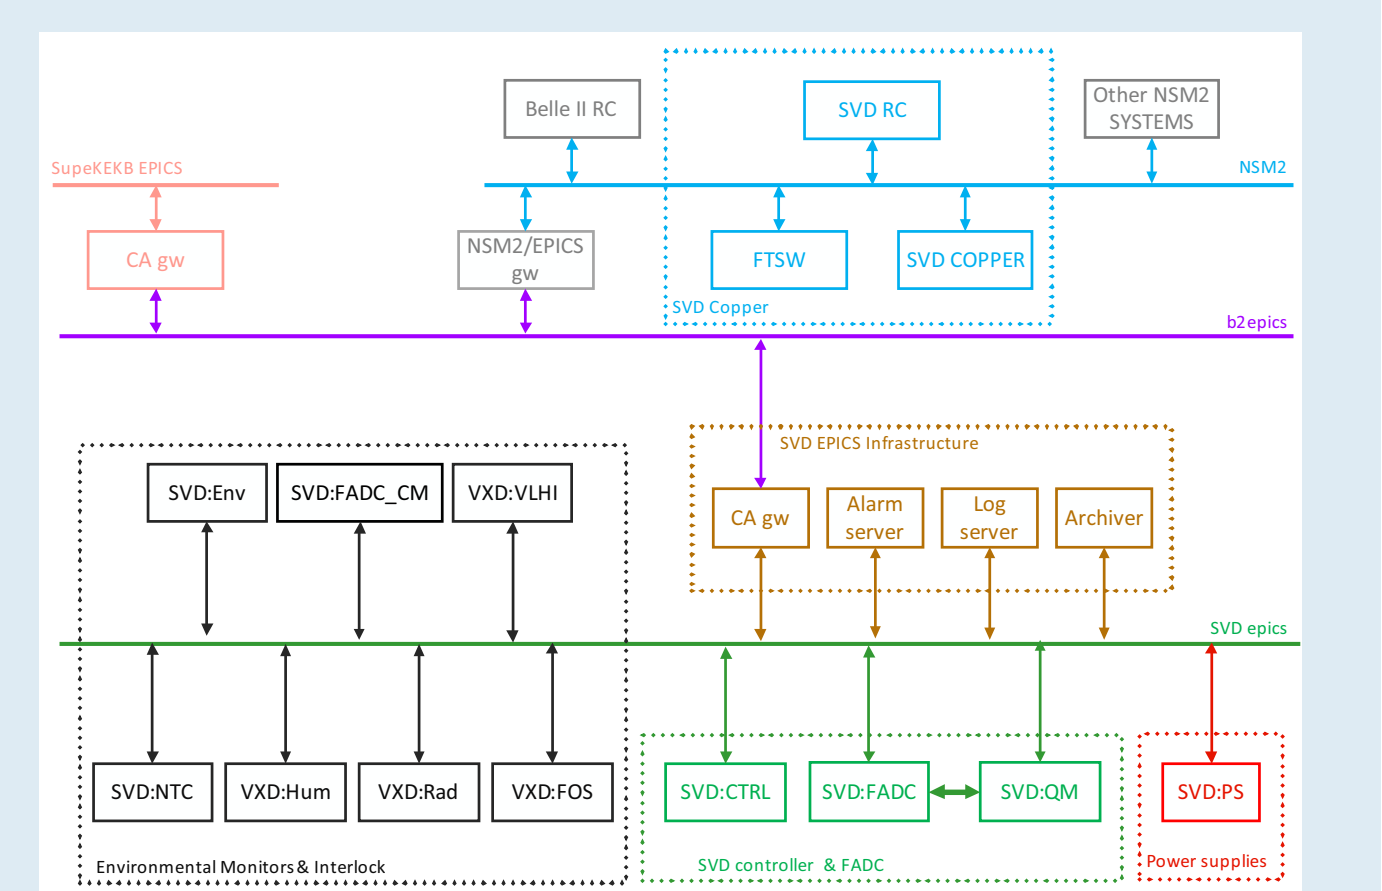 Belle II RC
SVD RC
Other NSM2
SYSTEMS
SupeKEKB EPICS
NSM2
CA gw
NSM2/EPICS
gw
FTSW
SVD COPPER
SVD Copper
b2epics
SVD EPICS Infrastructure
SVD:Env
SVD:FADC_CM
VXD:VLHI
CA gw
Alarm
server
Log
server
Archiver
SVD epics
SVD:NTC
VXD:Hum
VXD:Rad
VXD:FOS
SVD:CTRL
SVD:FADC
SVD:QM
SVD:PS
Environmental Monitors & Interlock
SVD controller & FADC
Power supplies